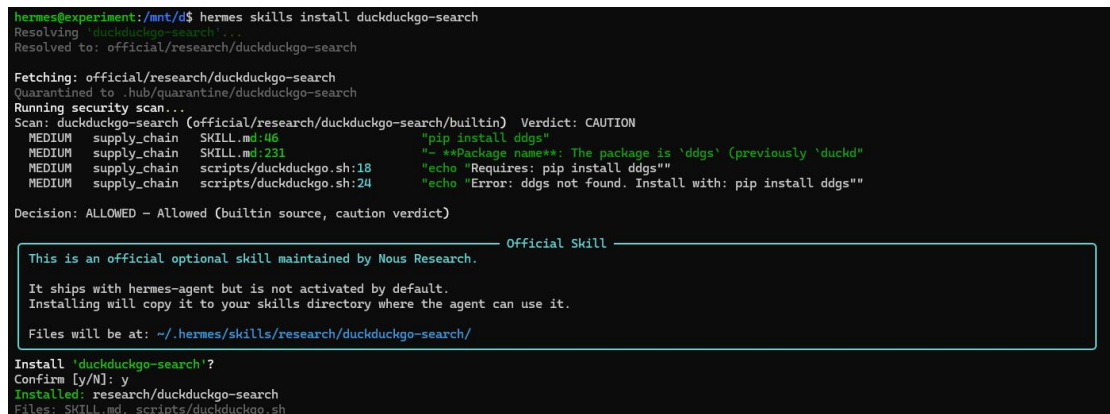 hermes@experiment:/mnt/d$ hermes skills install duckduckgo-search
Resolving 'duckduckgo-search'...
Resolved to: official/research/duckduckgo-search
Fetching: official/research/duckduckgo-search
Quarantined to .hub/quarantine/duckduckgo-search
Running security scan...
Scan: duckduckgo-search (official/research/duckduckgo-search/builtin)  Verdict: CAUTION
MEDIUM   supply_chain   SKILL.md:46   "pip install ddgs"
MEDIUM   supply_chain   SKILL.md:231   "- **Package name**: The package is `ddgs` (previously `duckd"
MEDIUM   supply_chain   scripts/duckduckgo.sh:18   "echo "Requires: pip install ddgs""
MEDIUM   supply_chain   scripts/duckduckgo.sh:24   "echo "Error: ddgs not found. Install with: pip install ddgs""
Decision: ALLOWED — Allowed (builtin source, caution verdict)
Official Skill
This is an official optional skill maintained by Nous Research.
It ships with hermes-agent but is not activated by default.
Installing will copy it to your skills directory where the agent can use it.
Files will be at: ~/.hermes/skills/research/duckduckgo-search/
Install 'duckduckgo-search'?
Confirm [y/N]: y
Installed: research/duckduckgo-search
Files: SKILL.md, scripts/duckduckgo.sh